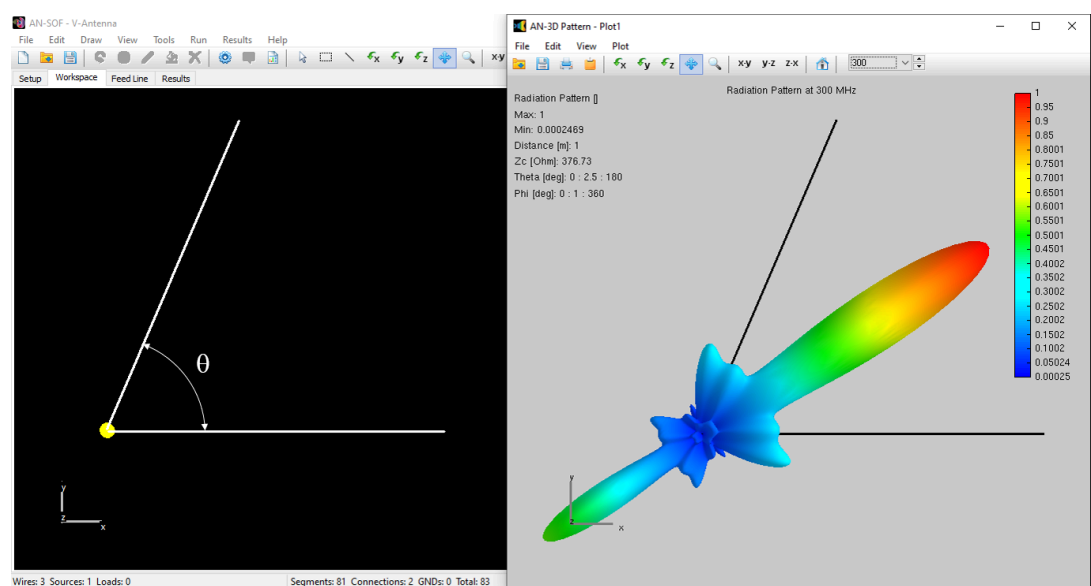 AN-SOF - V-Antenna
File Edit Draw View Tools Run Results Help
x y z x-y
Setup Workspace Feed Line Results
θ
y
z
x
Wires: 3 Sources: 1 Loads: 0 Segments: 81 Connections: 2 GNDs: 0 Total: 83
AN-3D Pattern - Plot1
File Edit View Plot
x y z x-y y-z z-x 300
Radiation Pattern at 300 MHz
Radiation Pattern []
Max: 1
Min: 0.0002469
Distance [m]: 1
Zc [Ohm]: 376.73
Theta [deg]: 0 : 2.5 : 180
Phi [deg]: 0 : 1 : 360
1
0.95
0.9
0.85
0.8001
0.7501
0.6501
0.6001
0.5501
0.5001
0.4501
0.4002
0.3502
0.3002
0.2502
0.2002
0.1502
0.1002
0.05024
0.00025
y
z
x